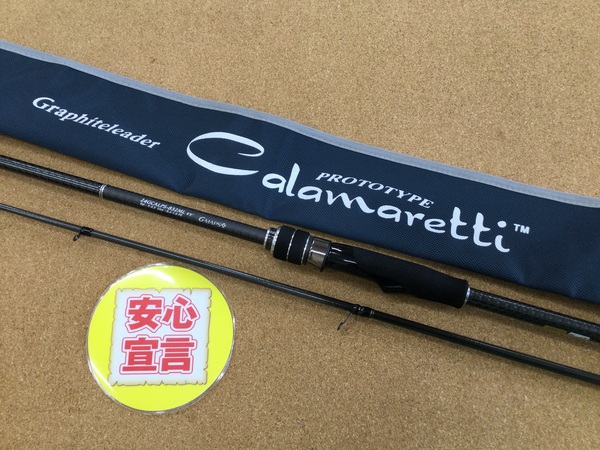 Graphiteleader
PROTOTYPE
Calamaretti™
安心
宣言